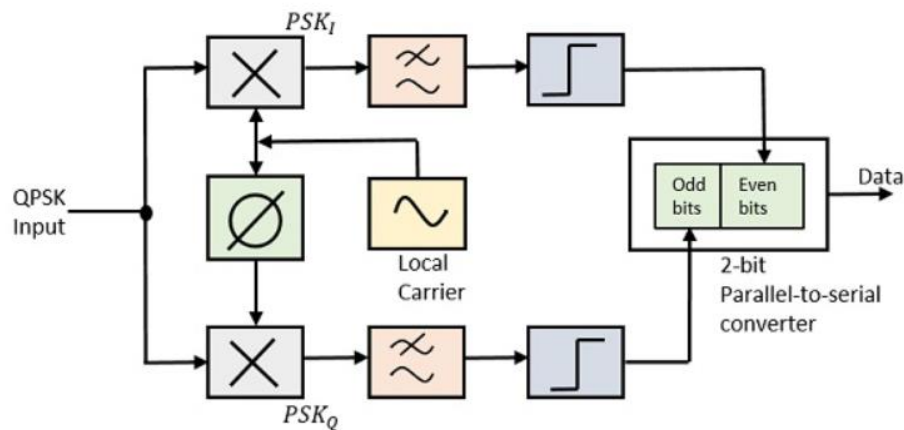 PSK_I
QPSK
Input
Local
Carrier
Odd
bits
Even
bits
Data
2-bit
Parallel-to-serial
converter
PSK_Q